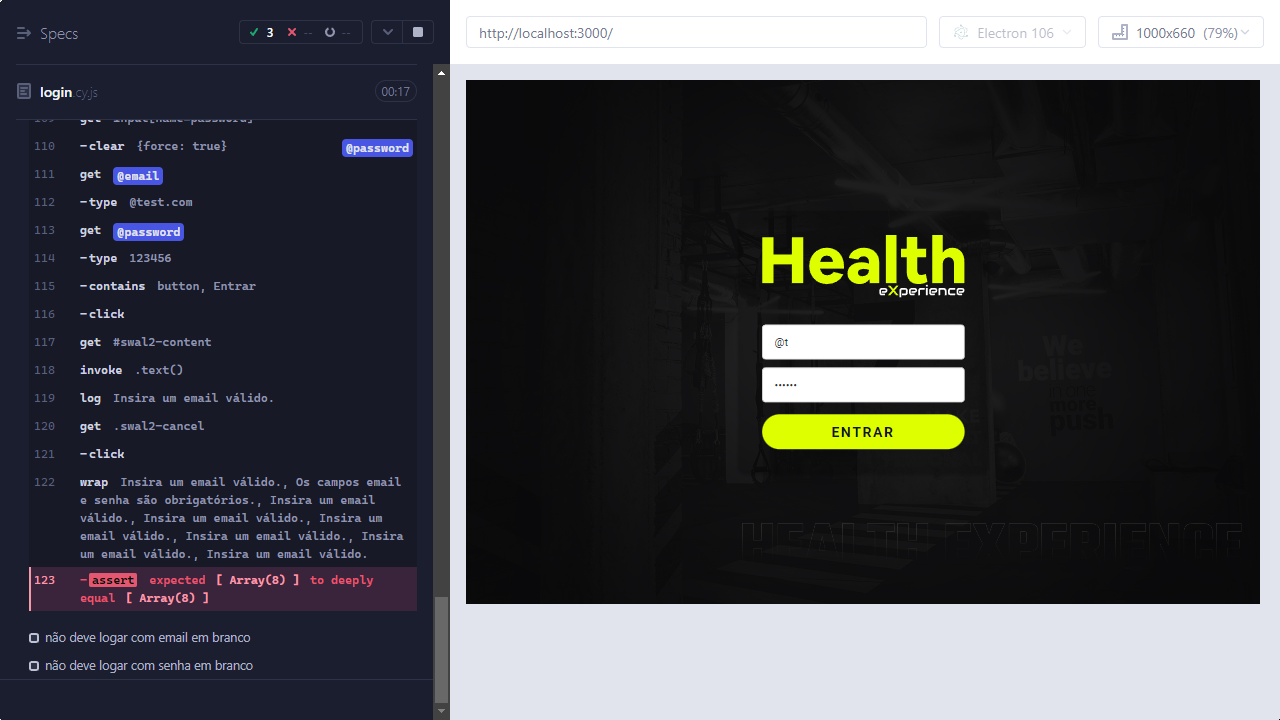 Specs
3
--
--
http://localhost:3000/
Electron 106
1000x660 (79%)
login.cy.js
00:17
109 get input[name=password]
110 -clear {force: true} @password
111 get @email
112 -type @test.com
113 get @password
114 -type 123456
115 -contains button, Entrar
116 -click
117 get #swal2-content
118 invoke .text()
119 log Insira um email válido.
120 get .swal2-cancel
121 -click
122 wrap Insira um email válido., Os campos email
e senha são obrigatórios., Insira um email
válido., Insira um email válido., Insira um
email válido., Insira um email válido., Insira
um email válido., Insira um email válido.
123 -assert expected [ Array(8) ] to deeply
equal [ Array(8) ]
não deve logar com email em branco
não deve logar com senha em branco
Health
eXperience
@t
••••••
ENTRAR
We
believe
in the
more
push
HEALTH EXPERIENCE